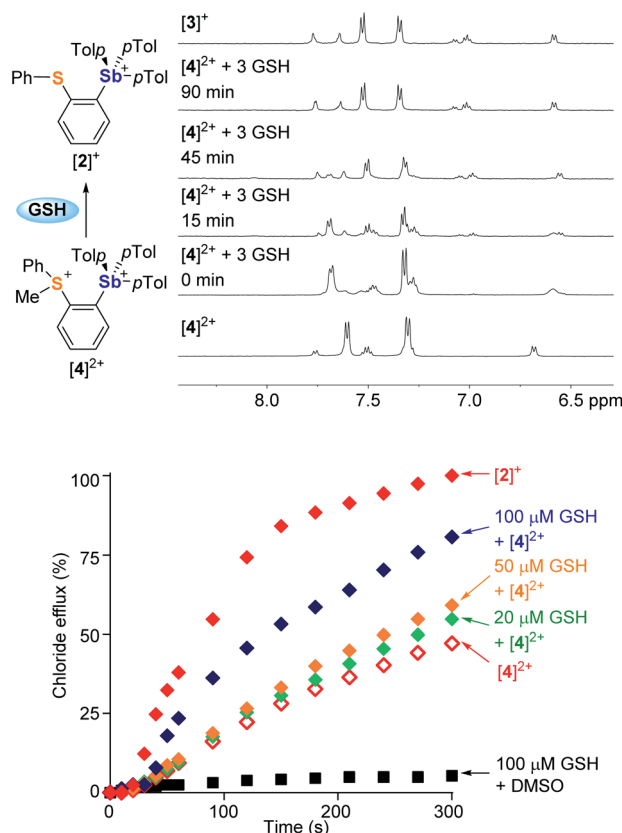 Tolp pTol
Ph S Sb+ pTol
[2]+
GSH
Ph Tolp pTol
S+ Sb+ pTol
Me
[4]2+
[3]+
[4]2+ + 3 GSH
90 min
[4]2+ + 3 GSH
45 min
[4]2+ + 3 GSH
15 min
[4]2+ + 3 GSH
0 min
[4]2+
8.0 7.5 7.0 6.5 ppm
Chloride efflux (%)
100
75
50
25
0
0 100 200 300
Time (s)
[2]+
100 μM GSH
+ [4]2+
50 μM GSH
+ [4]2+
20 μM GSH
+ [4]2+
[4]2+
100 μM GSH
+ DMSO